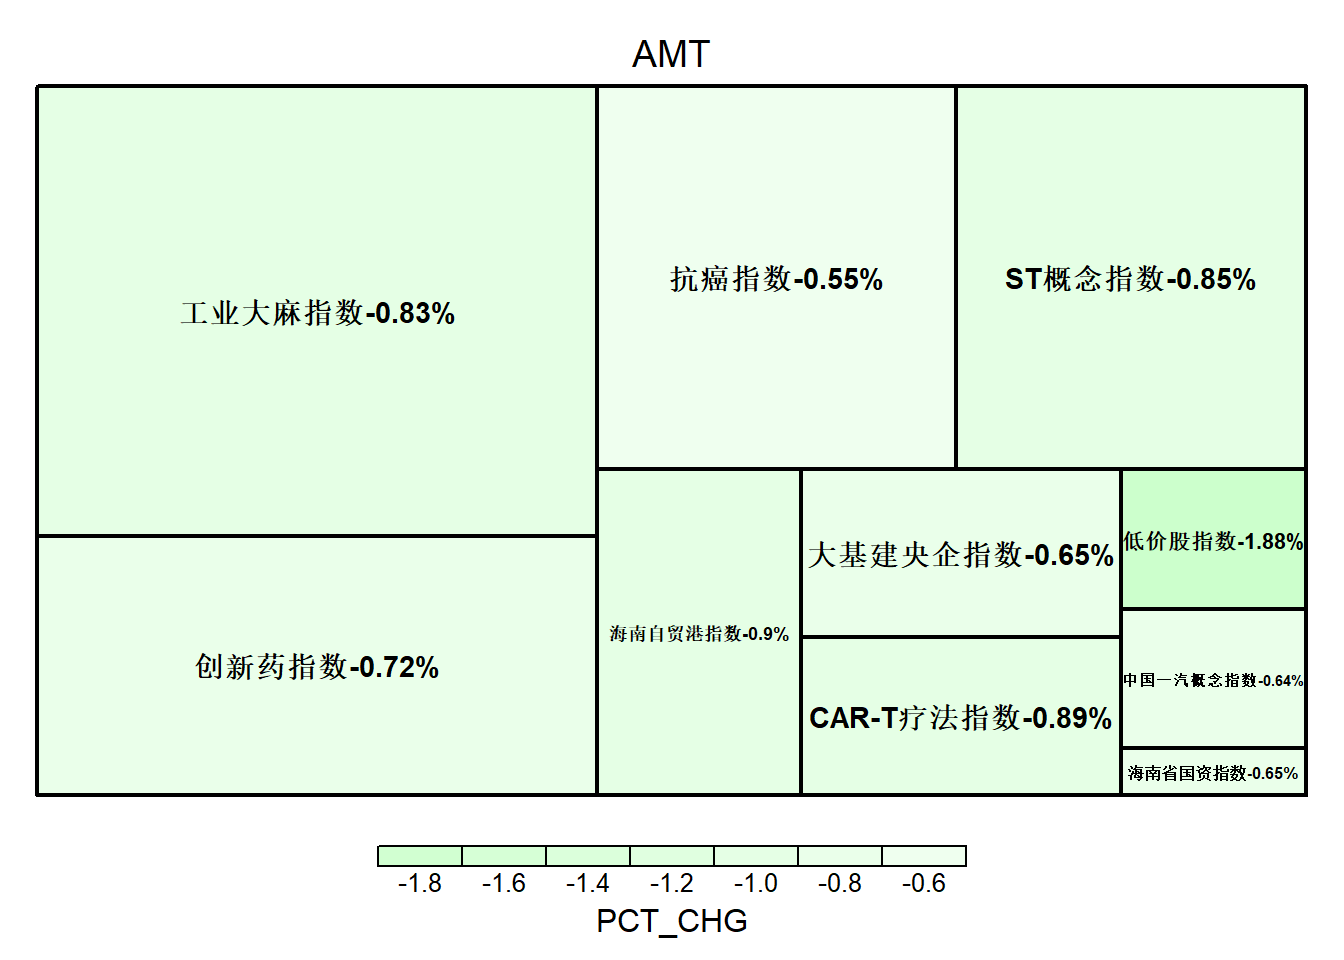 AMT
工业大麻指数-0.83%
抗癌指数-0.55%
ST概念指数-0.85%
创新药指数-0.72%
海南自贸港指数-0.9%
大基建央企指数-0.65%
CAR-T疗法指数-0.89%
低价股指数-1.88%
中国一汽概念指数-0.64%
海南省国资指数-0.65%
-1.8 -1.6 -1.4 -1.2 -1.0 -0.8 -0.6
PCT_CHG